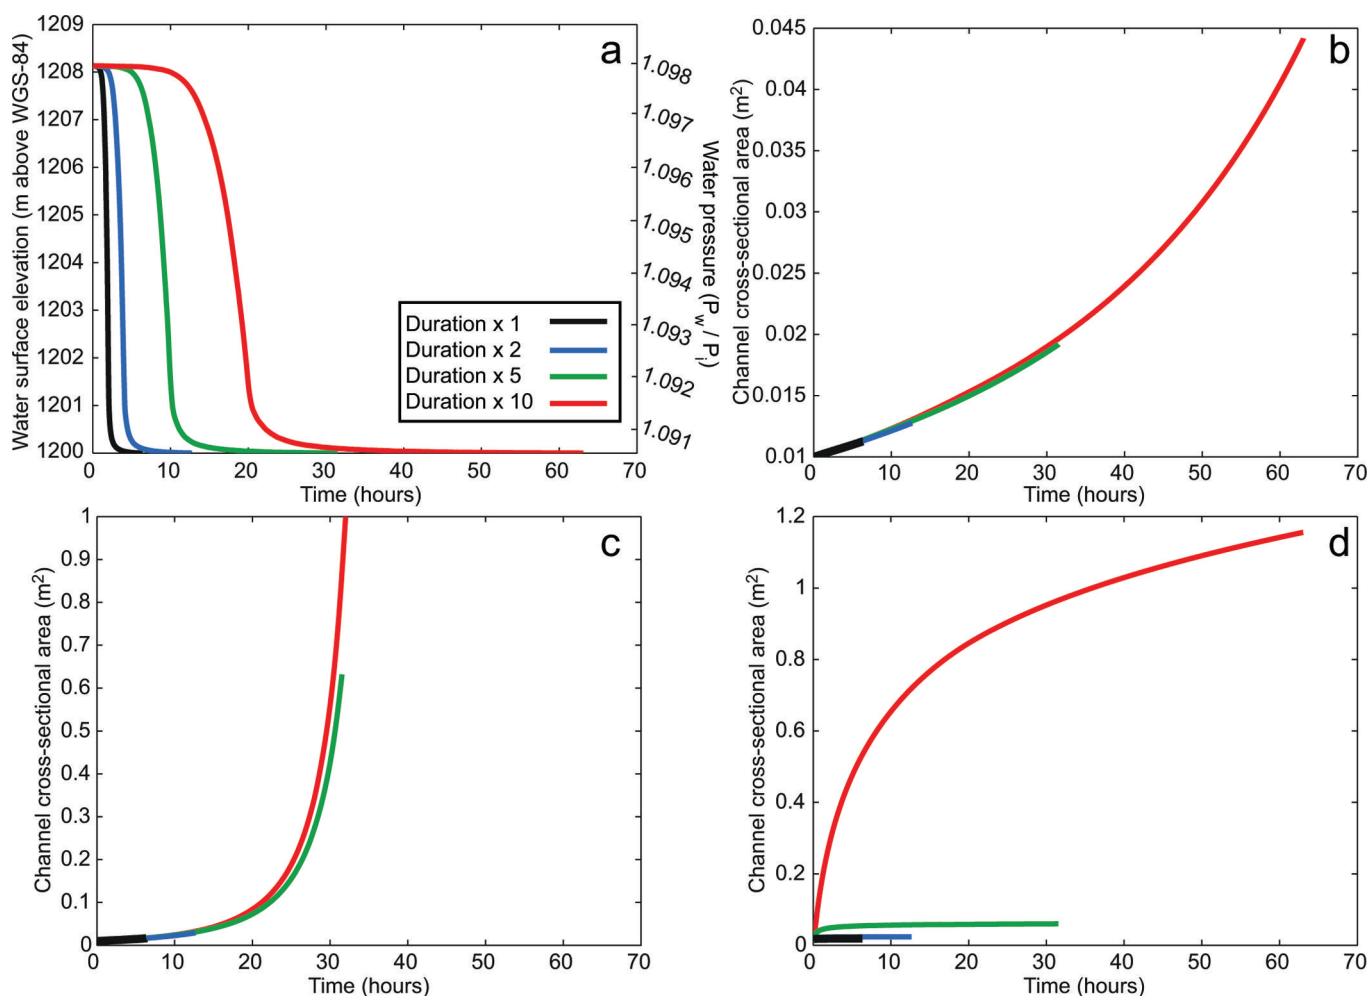 a
Water surface elevation (m above WGS-84)
1209
1208
1207
1206
1205
1204
1203
1202
1201
1200
1.098
1.097
1.096
1.095
1.094
1.093
1.092
1.091
Water pressure (P_w / P_i)
Duration x 1
Duration x 2
Duration x 5
Duration x 10
0 10 20 30 40 50 60 70
Time (hours)
b
Channel cross-sectional area (m²)
0.045
0.04
0.035
0.03
0.025
0.02
0.015
0.01
0 10 20 30 40 50 60 70
Time (hours)
c
Channel cross-sectional area (m²)
1
0.9
0.8
0.7
0.6
0.5
0.4
0.3
0.2
0.1
0
0 10 20 30 40 50 60 70
Time (hours)
d
Channel cross-sectional area (m²)
1.2
1
0.8
0.6
0.4
0.2
0
0 10 20 30 40 50 60 70
Time (hours)